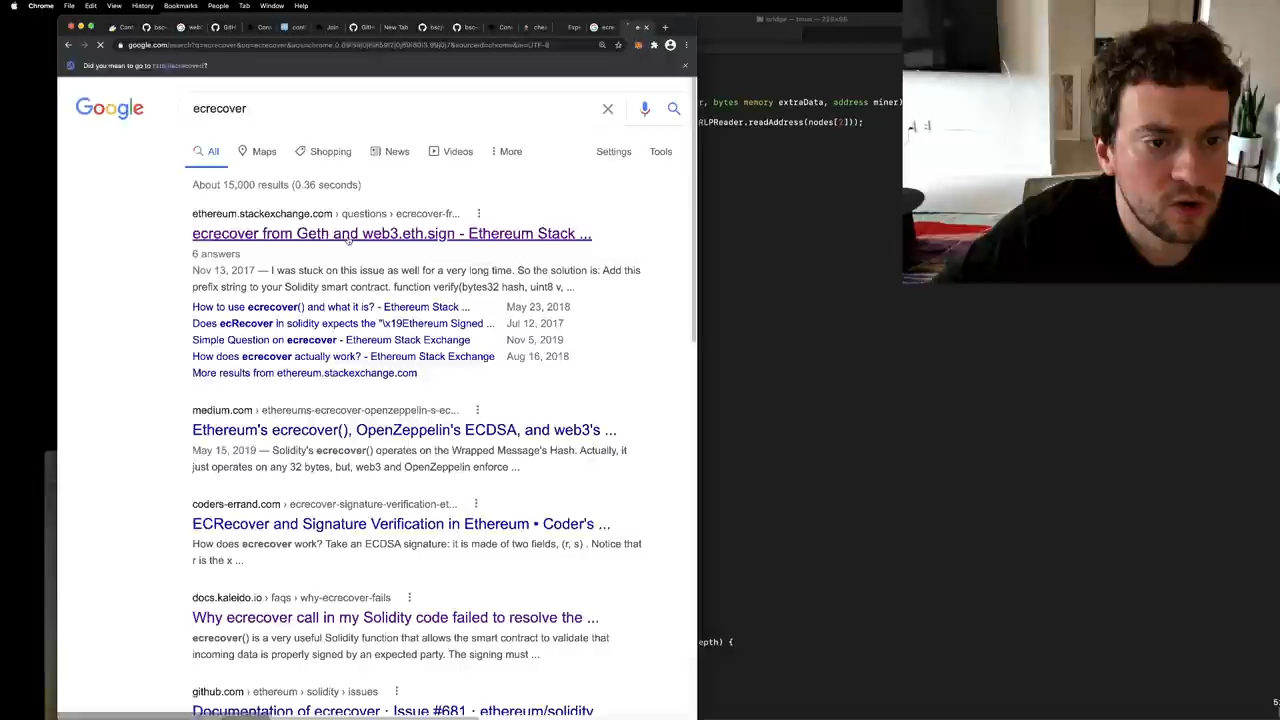 Chrome File Edit View History Bookmarks People Tab Window Help
bridge — tmux — 226x86
Did you mean to go to
Google
ecrecover
All Maps Shopping News Videos More Settings Tools
About 15,000 results (0.36 seconds)
ethereum.stackexchange.com › questions › ecrecover-fr...
ecrecover from Geth and web3.eth.sign - Ethereum Stack ...
6 answers
Nov 13, 2017 — I was stuck on this issue as well for a very long time. So the solution is: Add this
prefix string to your Solidity smart contract. function verify(bytes32 hash, uint8 v, ...
How to use ecrecover() and what it is? - Ethereum Stack ... May 23, 2018
Does ecRecover in solidity expects the "\x19Ethereum Signed ... Jul 12, 2017
Simple Question on ecrecover - Ethereum Stack Exchange Nov 5, 2019
How does ecrecover actually work? - Ethereum Stack Exchange Aug 16, 2018
More results from ethereum.stackexchange.com
medium.com › ethereums-ecrecover-openzeppelin-s-ec...
Ethereum's ecrecover(), OpenZeppelin's ECDSA, and web3's ...
May 15, 2019 — Solidity's ecrecover() operates on the Wrapped Message's Hash. Actually, it
just operates on any 32 bytes, but, web3 and OpenZeppelin enforce ...
coders-errand.com › ecrecover-signature-verification-et...
ECRecover and Signature Verification in Ethereum • Coder's ...
How does ecrecover work? Take an ECDSA signature: it is made of two fields, (r, s) . Notice that
r is the x ...
docs.kaleido.io › faqs › why-ecrecover-fails
Why ecrecover call in my Solidity code failed to resolve the ...
ecrecover() is a very useful Solidity function that allows the smart contract to validate that
incoming data is properly signed by an expected party. The signing must ...
github.com › ethereum › solidity › issues
Documentation of ecrecover · Issue #681 · ethereum/solidity
r, bytes memory extraData, address miner)
RLPReader.readAddress(nodes[2]));
epth) {